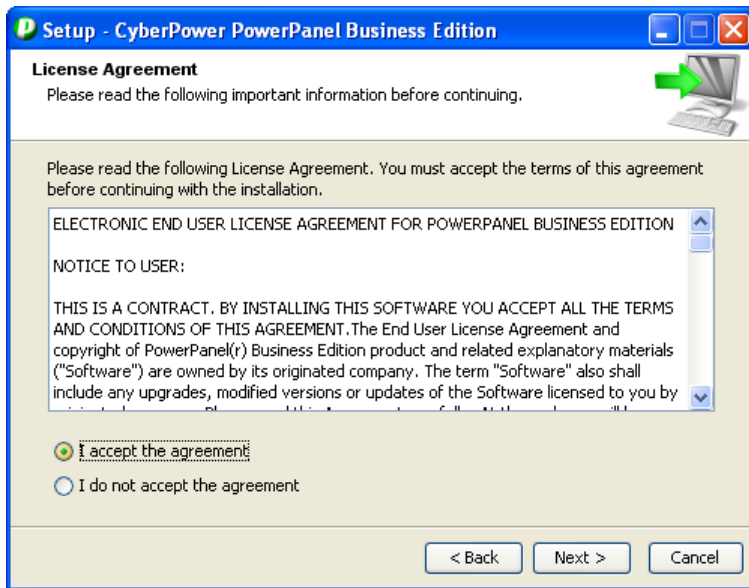 Setup - CyberPower PowerPanel Business Edition
License Agreement
Please read the following important information before continuing.
Please read the following License Agreement. You must accept the terms of this agreement
before continuing with the installation.
ELECTRONIC END USER LICENSE AGREEMENT FOR POWERPANEL BUSINESS EDITION
NOTICE TO USER:
THIS IS A CONTRACT. BY INSTALLING THIS SOFTWARE YOU ACCEPT ALL THE TERMS
AND CONDITIONS OF THIS AGREEMENT.The End User License Agreement and
copyright of PowerPanel(r) Business Edition product and related explanatory materials
("Software") are owned by its originated company. The term "Software" also shall
include any upgrades, modified versions or updates of the Software licensed to you by
I accept the agreement
I do not accept the agreement
< Back
Next >
Cancel